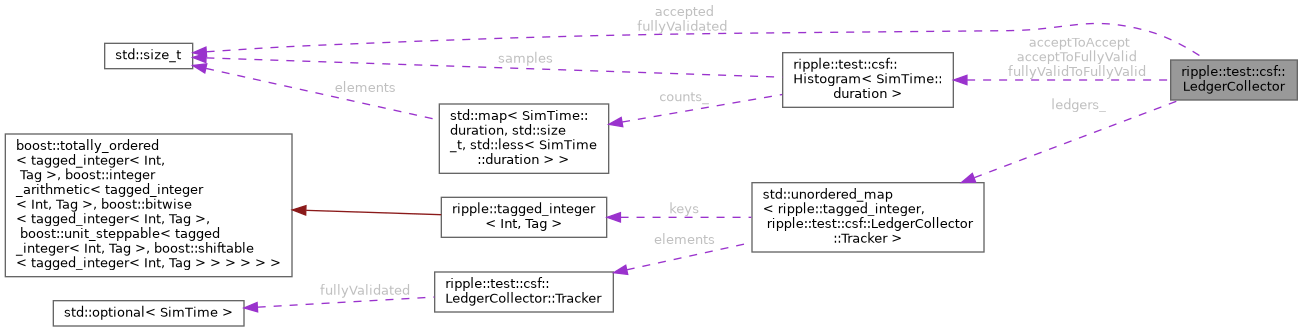 accepted
fullyValidated
std::size_t
samples
elements
ripple::test::csf::
Histogram< SimTime::
duration >
acceptToAccept
acceptToFullyValid
fullyValidToFullyValid
ripple::test::csf::
LedgerCollector
counts_
ledgers_
std::map< SimTime::
duration, std::size
_t, std::less< SimTime
::duration > >
boost::totally_ordered
< tagged_integer< Int,
Tag >, boost::integer
_arithmetic< tagged_integer
< Int, Tag >, boost::bitwise
< tagged_integer< Int, Tag >,
boost::unit_steppable< tagged
_integer< Int, Tag >, boost::shiftable
< tagged_integer< Int, Tag > > > > > >
ripple::tagged_integer
< Int, Tag >
keys
elements
std::unordered_map
< ripple::tagged_integer,
ripple::test::csf::LedgerCollector
::Tracker >
ripple::test::csf::
LedgerCollector::Tracker
fullyValidated
std::optional< SimTime >